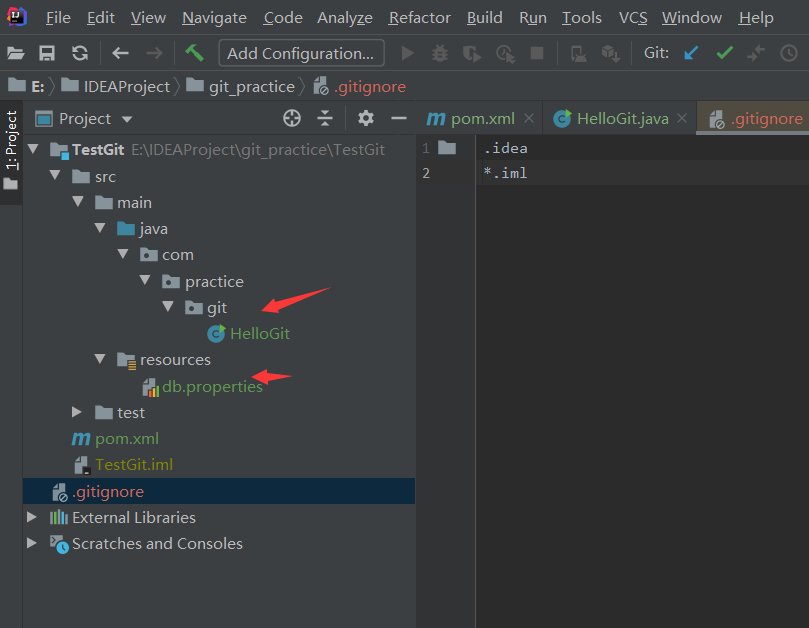 File Edit View Navigate Code Analyze Refactor Build Run Tools VCS Window Help
Add Configuration... Git:
E: IDEAProject git_practice .gitignore
1: Project
Project
pom.xml HelloGit.java .gitignore
TestGit E:\IDEAProject\git_practice\TestGit
src
main
java
com
practice
git
HelloGit
resources
db.properties
test
pom.xml
TestGit.iml
.gitignore
External Libraries
Scratches and Consoles
1 .idea
2 *.iml